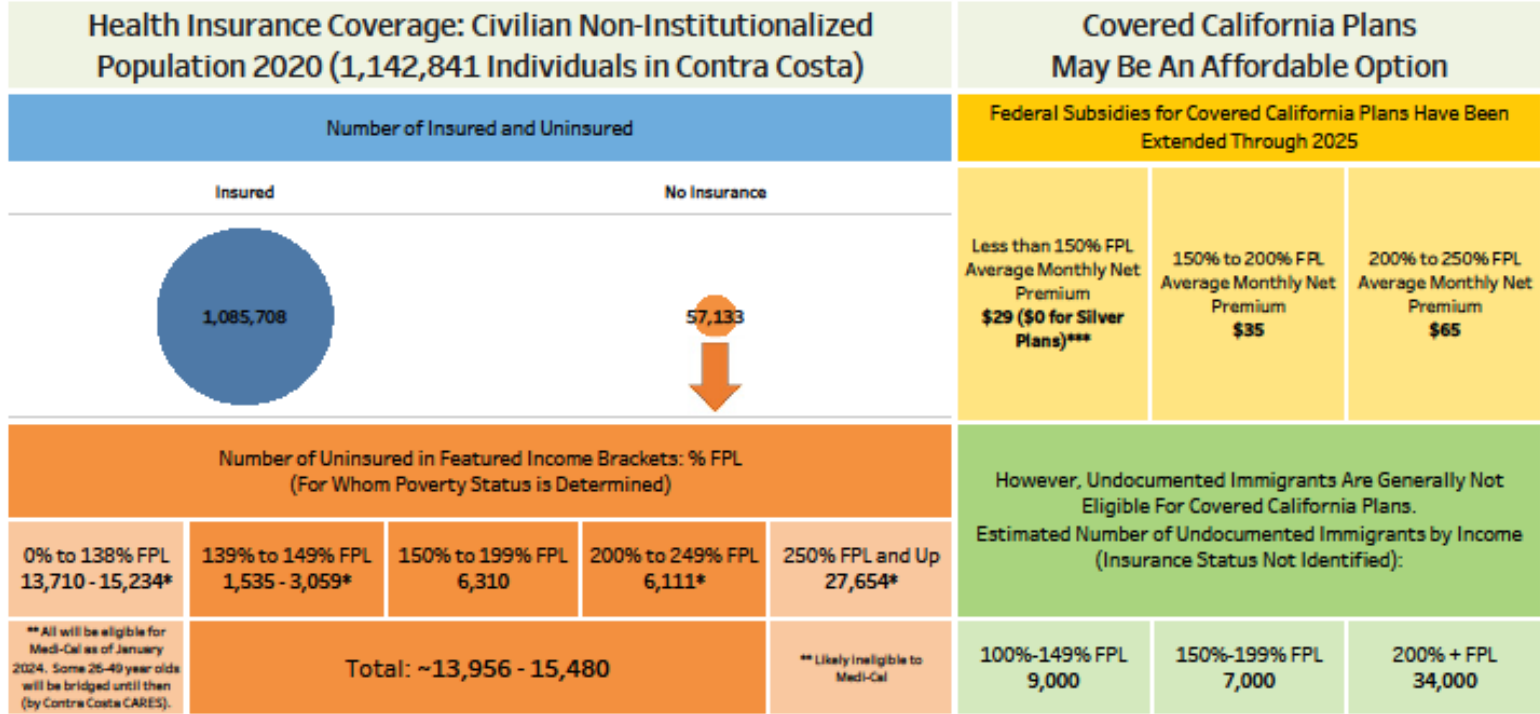 Health Insurance Coverage: Civilian Non-Institutionalized
Population 2020 (1,142,841 Individuals in Contra Costa)
Number of Insured and Uninsured
Insured
No Insurance
1,085,708
57,133
Number of Uninsured in Featured Income Brackets: % FPL
(For Whom Poverty Status is Determined)
0% to 138% FPL
13,710 - 15,234*
139% to 149% FPL
1,535 - 3,059*
150% to 199% FPL
6,310
200% to 249% FPL
6,111*
250% FPL and Up
27,654*
**All will be eligible for
Medi-Cal as of January
2024. Some 26-49 year olds
will be bridged until then
(by Contra Costa CARES).
Total: ~13,956 - 15,480
**Likely ineligible to
Medi-Cal
Covered California Plans
May Be An Affordable Option
Federal Subsidies for Covered California Plans Have Been
Extended Through 2025
Less than 150% FPL
Average Monthly Net
Premium
$29 ($0 for Silver
Plans)***
150% to 200% FPL
Average Monthly Net
Premium
$35
200% to 250% FPL
Average Monthly Net
Premium
$65
However, Undocumented Immigrants Are Generally Not
Eligible For Covered California Plans.
Estimated Number of Undocumented Immigrants by Income
(Insurance Status Not Identified):
100%-149% FPL
9,000
150%-199% FPL
7,000
200% + FPL
34,000